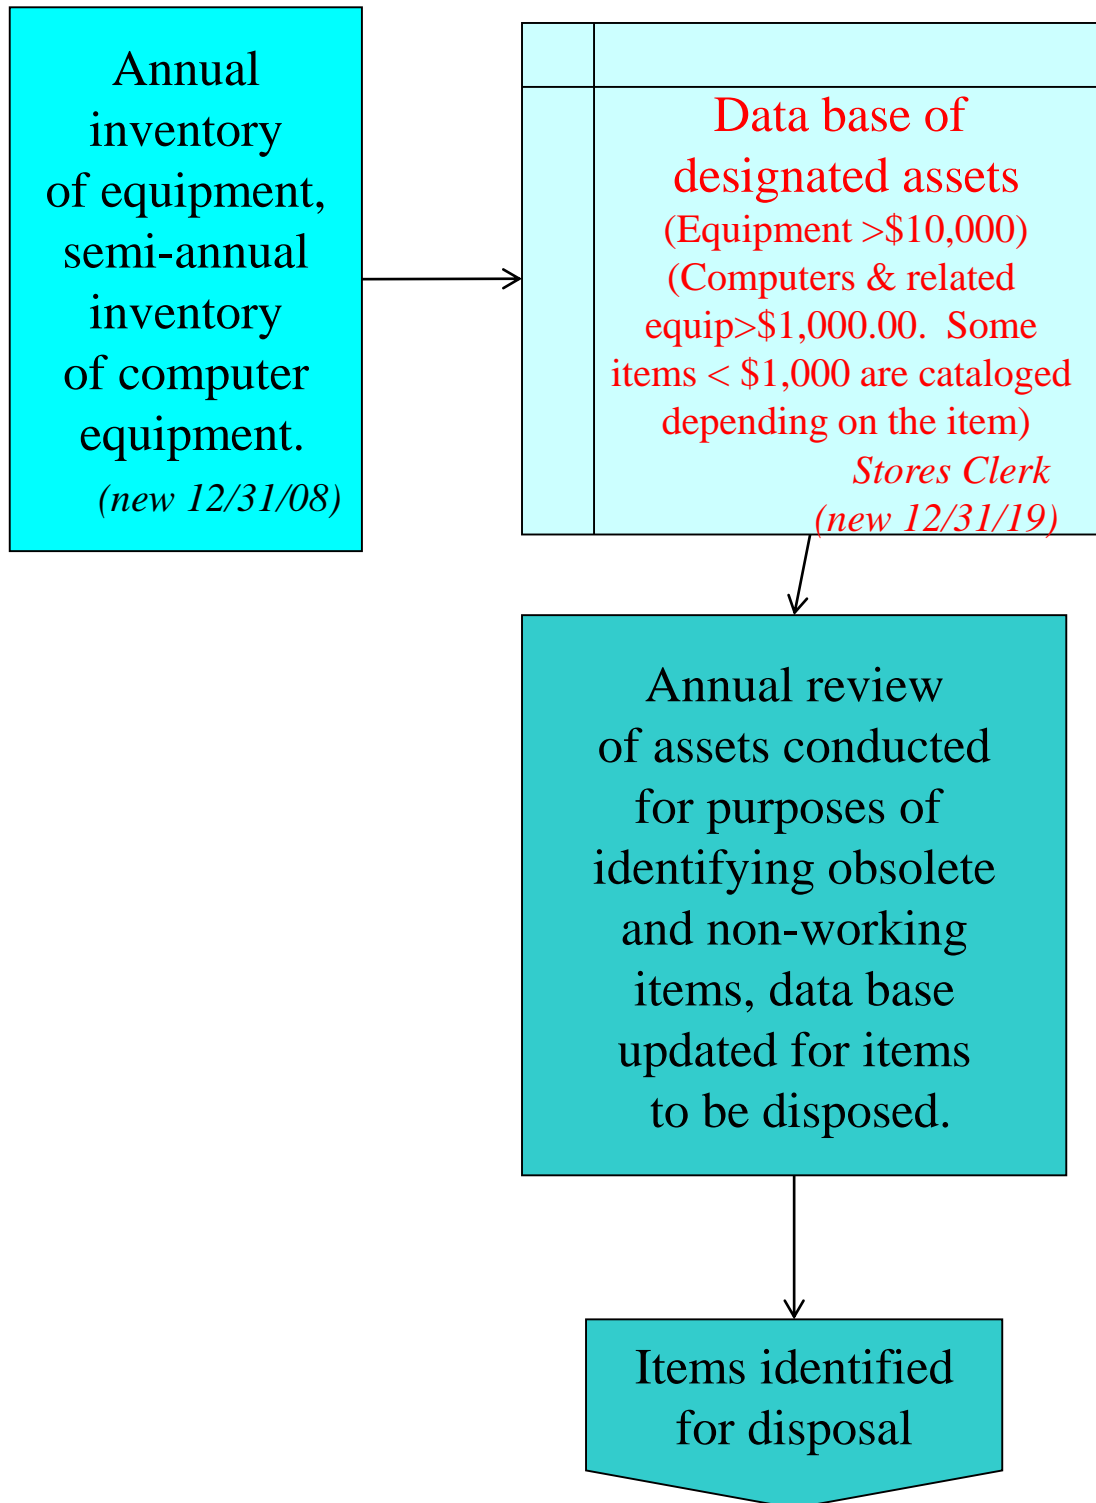 Annual
inventory
of equipment,
semi-annual
inventory
of computer
equipment.
(new 12/31/08)
Data base of
designated assets
(Equipment >$10,000)
(Computers & related
equip>$1,000.00.  Some
items < $1,000 are cataloged
depending on the item)
Stores Clerk
(new 12/31/19)
Annual review
of assets conducted
for purposes of
identifying obsolete
and non-working
items, data base
updated for items
to be disposed.
Items identified
for disposal